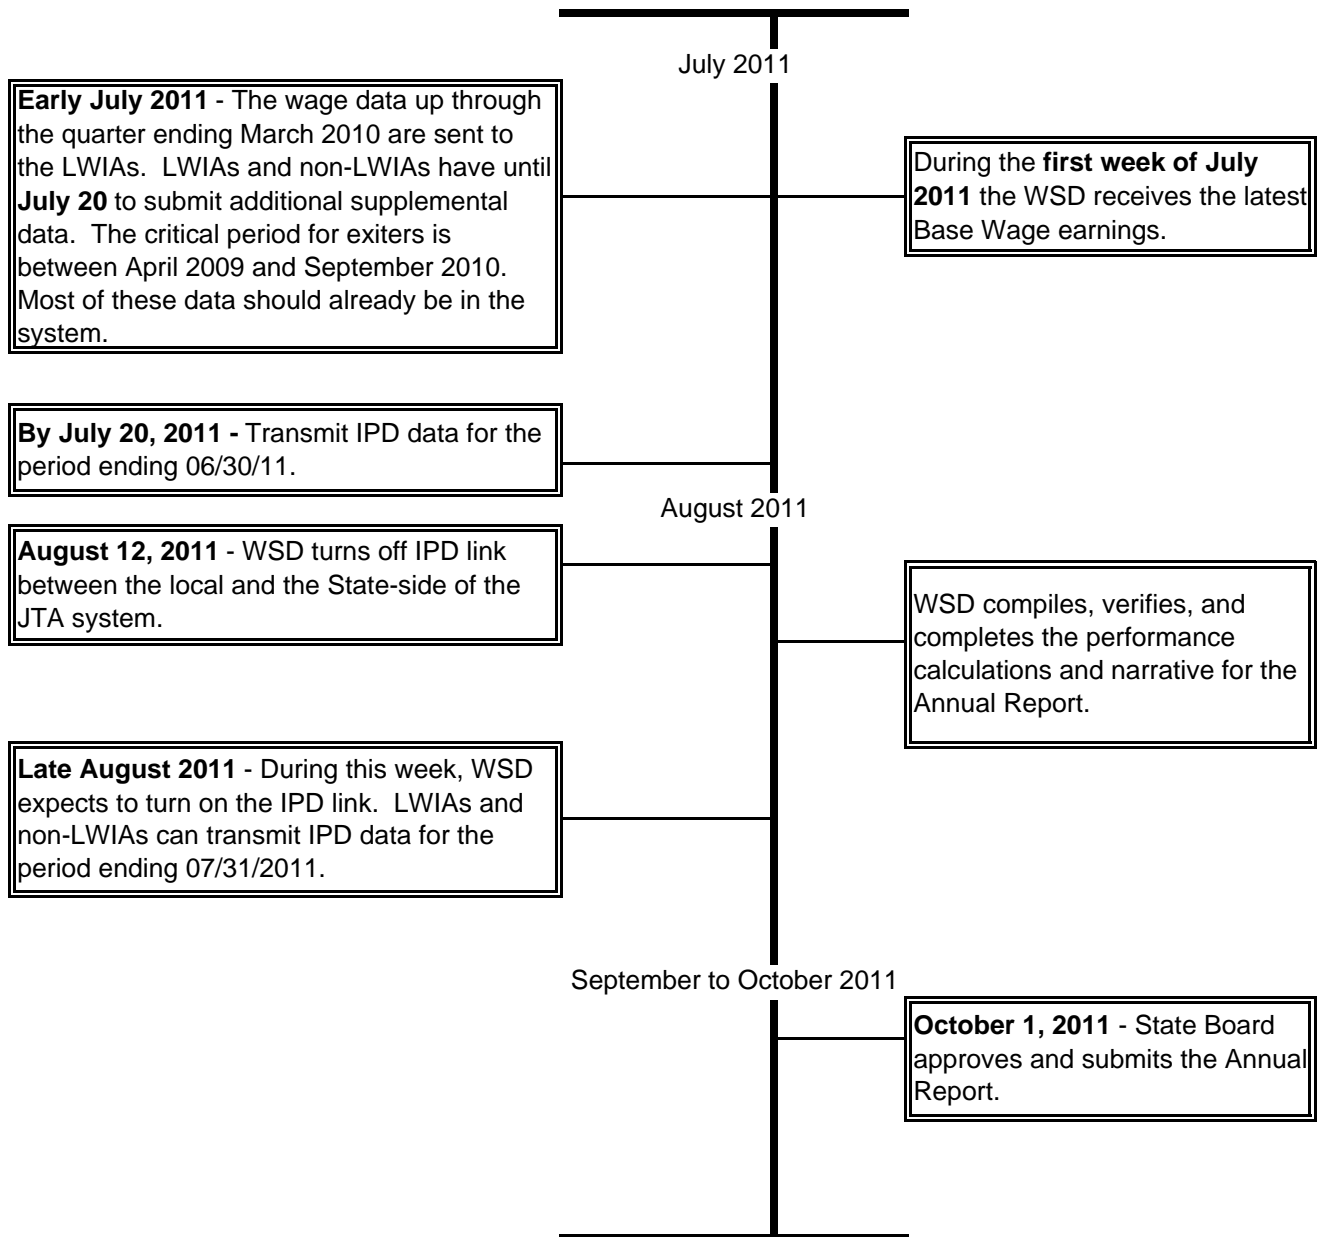 July 2011
Early July 2011 - The wage data up through
the quarter ending March 2010 are sent to
the LWIAs.  LWIAs and non-LWIAs have until
July 20 to submit additional supplemental
data.  The critical period for exiters is
between April 2009 and September 2010.
Most of these data should already be in the
system.
During the first week of July
2011 the WSD receives the latest
Base Wage earnings.
By July 20, 2011 - Transmit IPD data for the
period ending 06/30/11.
August 2011
August 12, 2011 - WSD turns off IPD link
between the local and the State-side of the
JTA system.
WSD compiles, verifies, and
completes the performance
calculations and narrative for the
Annual Report.
Late August 2011 - During this week, WSD
expects to turn on the IPD link.  LWIAs and
non-LWIAs can transmit IPD data for the
period ending 07/31/2011.
September to October 2011
October 1, 2011 - State Board
approves and submits the Annual
Report.